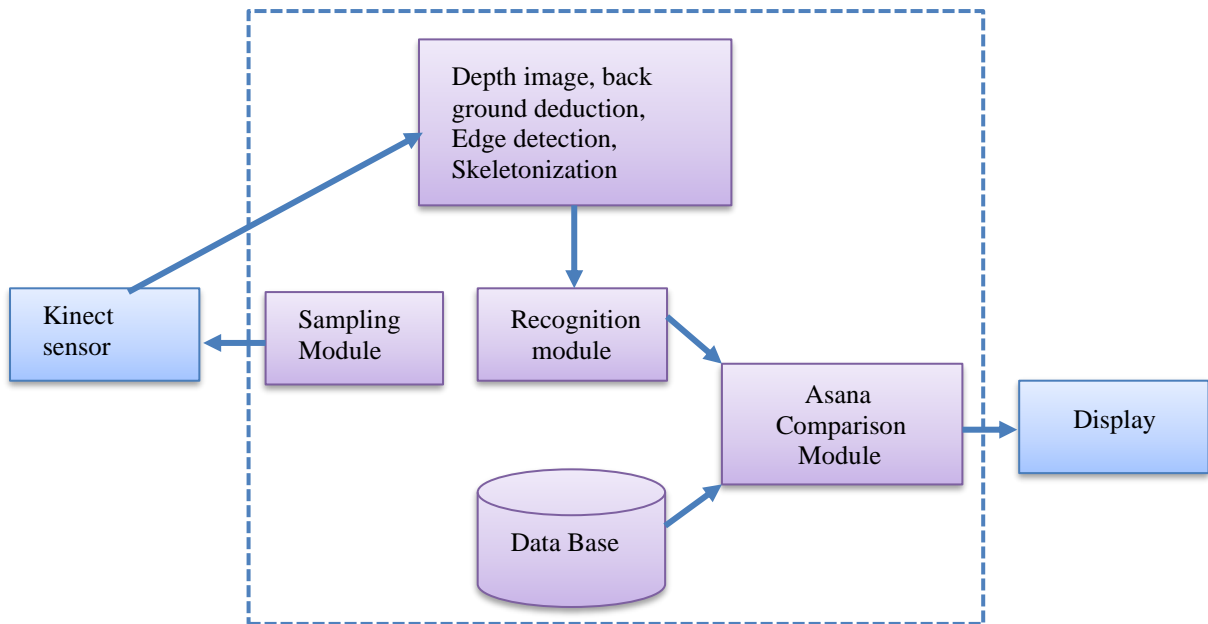 Depth image, back
ground deduction,
Edge detection,
Skeletonization
Kinect
sensor
Sampling
Module
Recognition
module
Asana
Comparison
Module
Display
Data Base